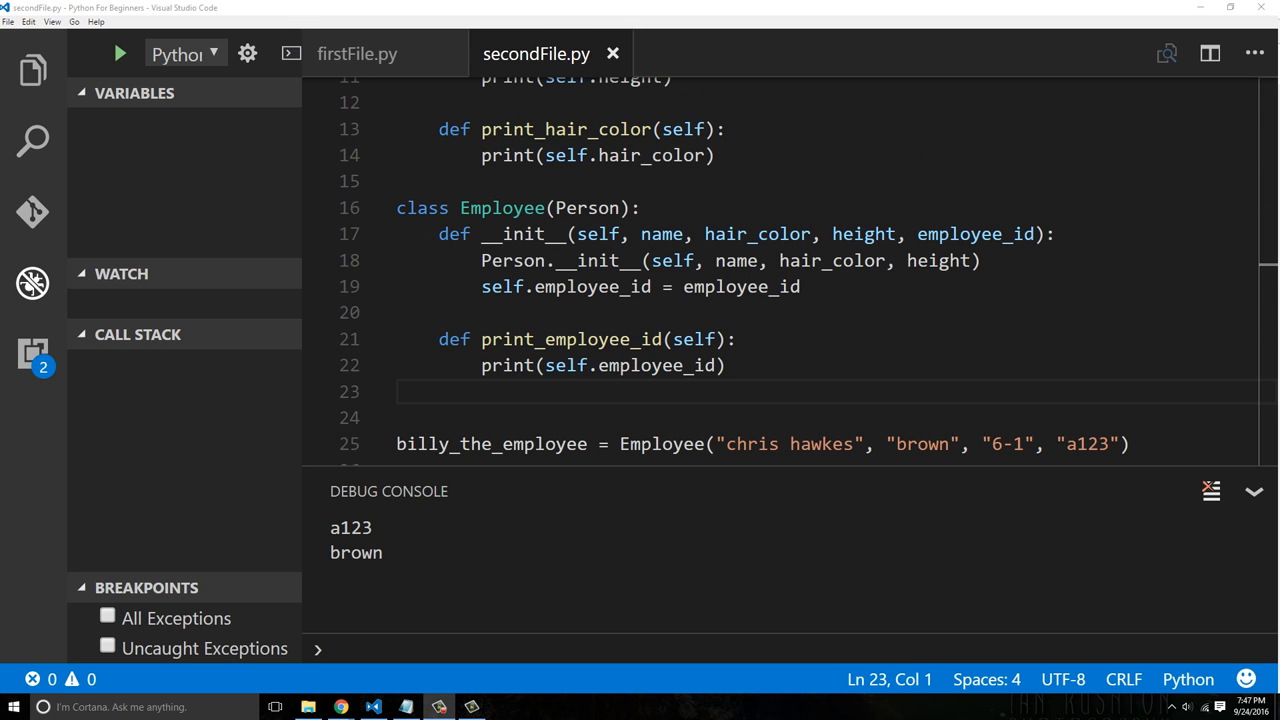 secondFile.py - Python For Beginners - Visual Studio Code
File Edit View Go Help
Pythor
firstFile.py
secondFile.py
VARIABLES
WATCH
CALL STACK
BREAKPOINTS
All Exceptions
Uncaught Exceptions
2
11 print(self.height)
12
13 def print_hair_color(self):
14 print(self.hair_color)
15
16 class Employee(Person):
17 def __init__(self, name, hair_color, height, employee_id):
18 Person.__init__(self, name, hair_color, height)
19 self.employee_id = employee_id
20
21 def print_employee_id(self):
22 print(self.employee_id)
23
24
25 billy_the_employee = Employee("chris hawkes", "brown", "6-1", "a123")
DEBUG CONSOLE
a123
brown
0 0 Ln 23, Col 1 Spaces: 4 UTF-8 CRLF Python
I'm Cortana. Ask me anything.
7:47 PM
9/24/2016